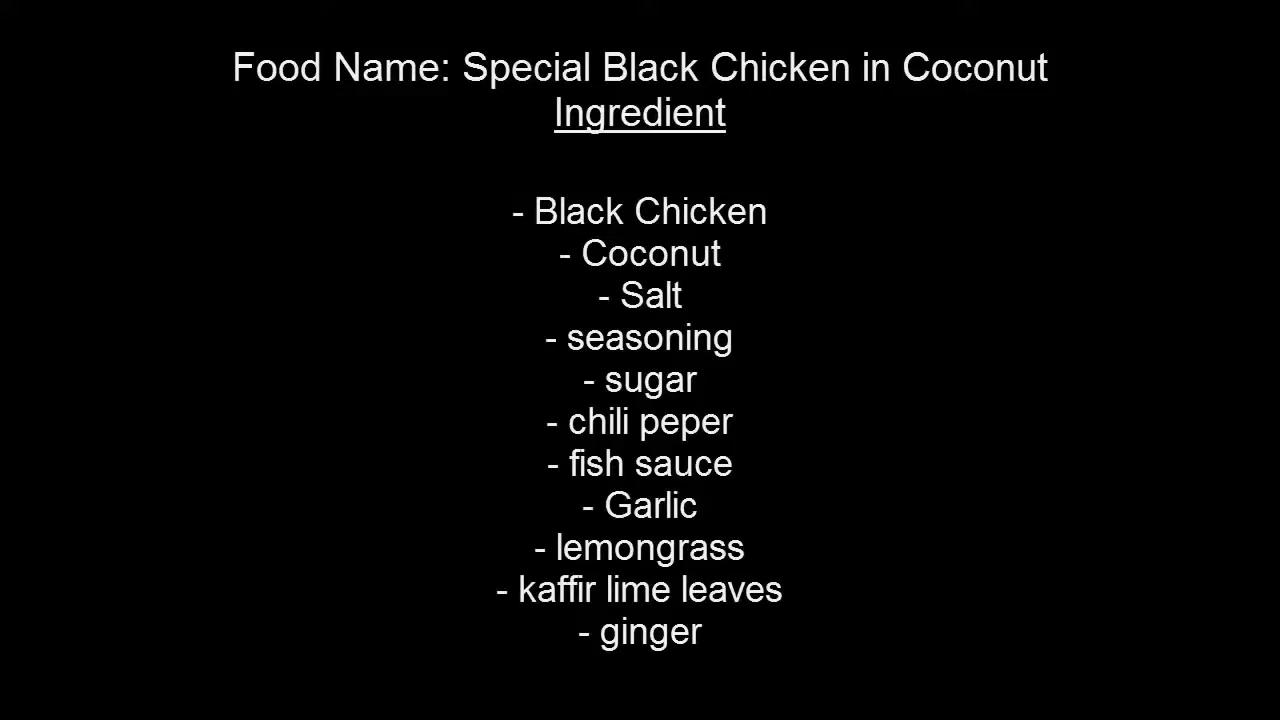 Food Name: Special Black Chicken in Coconut
Ingredient
- Black Chicken
- Coconut
- Salt
- seasoning
- sugar
- chili peper
- fish sauce
- Garlic
- lemongrass
- kaffir lime leaves
- ginger